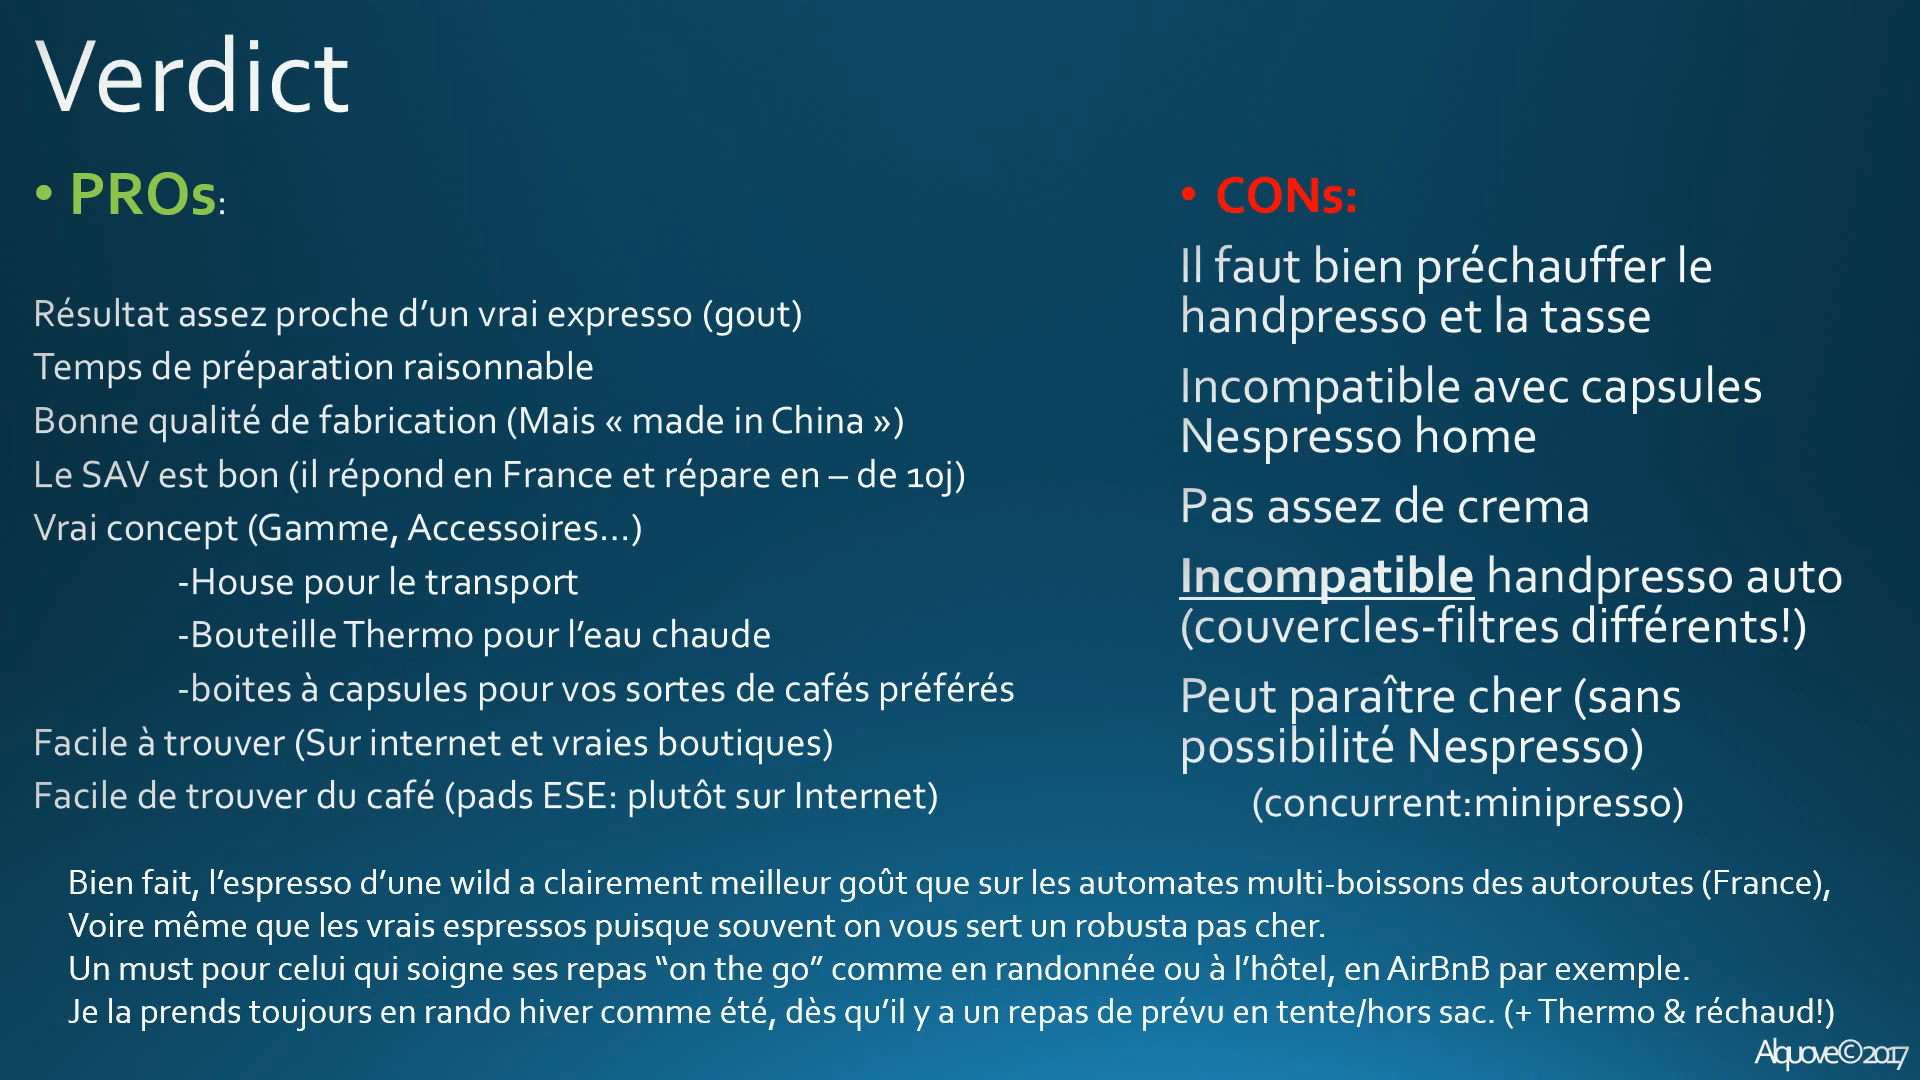 Verdict
• PROs:
Résultat assez proche d’un vrai expresso (gout)
Temps de préparation raisonnable
Bonne qualité de fabrication (Mais « made in China »)
Le SAV est bon (il répond en France et répare en – de 10j)
Vrai concept (Gamme, Accessoires…)
-House pour le transport
-Bouteille Thermo pour l’eau chaude
-boites à capsules pour vos sortes de cafés préférés
Facile à trouver (Sur internet et vraies boutiques)
Facile de trouver du café (pads ESE: plutôt sur Internet)
• CONs:
Il faut bien préchauffer le
handpresso et la tasse
Incompatible avec capsules
Nespresso home
Pas assez de crema
Incompatible handpresso auto
(couvercles-filtres différents!)
Peut paraître cher (sans
possibilité Nespresso)
(concurrent:minipresso)
Bien fait, l’espresso d’une wild a clairement meilleur goût que sur les automates multi-boissons des autoroutes (France),
Voire même que les vrais espressos puisque souvent on vous sert un robusta pas cher.
Un must pour celui qui soigne ses repas “on the go” comme en randonnée ou à l’hôtel, en AirBnB par exemple.
Je la prends toujours en rando hiver comme été, dès qu’il y a un repas de prévu en tente/hors sac. (+ Thermo & réchaud!)
Alquove©2017